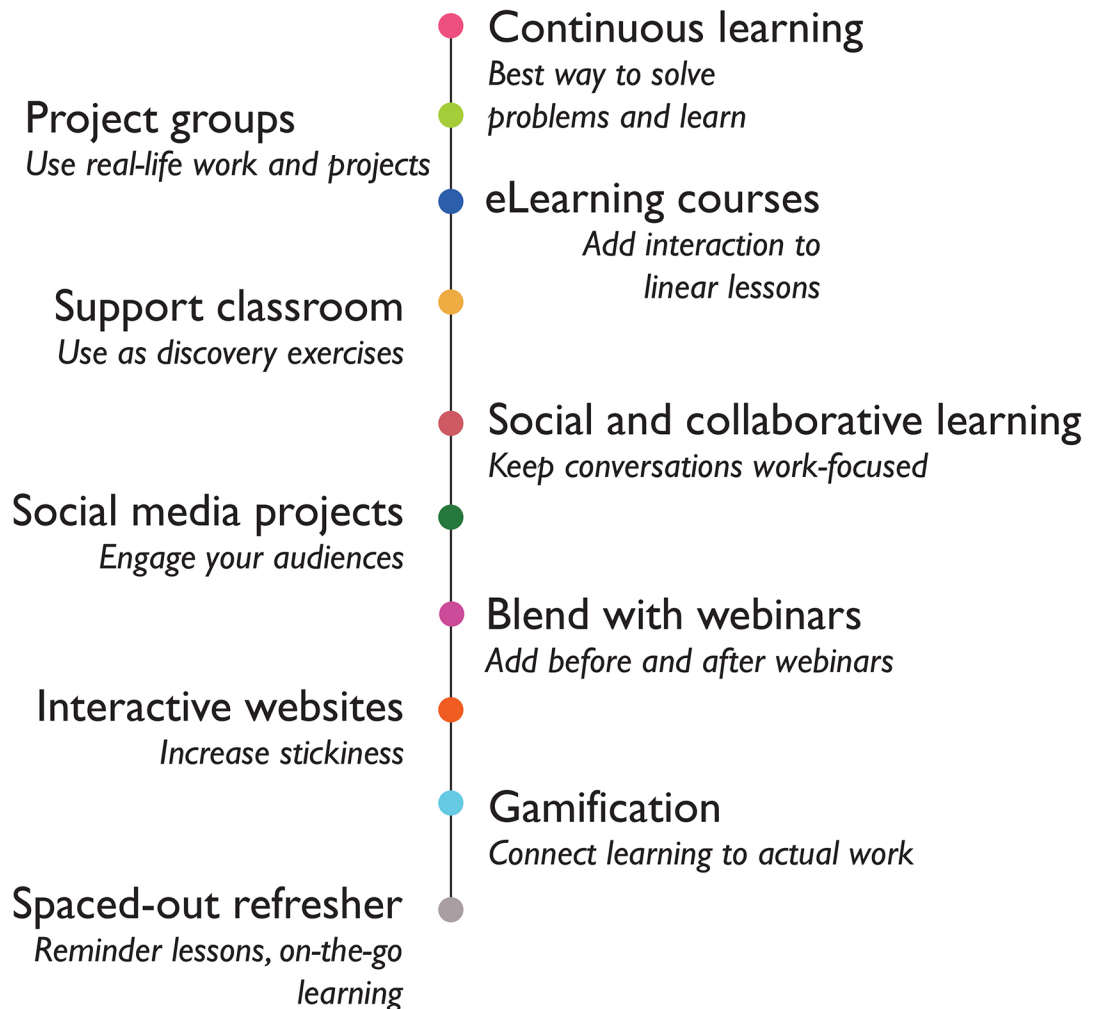 Continuous learning
Best way to solve
problems and learn
Project groups
Use real-life work and projects
eLearning courses
Add interaction to
linear lessons
Support classroom
Use as discovery exercises
Social and collaborative learning
Keep conversations work-focused
Social media projects
Engage your audiences
Blend with webinars
Add before and after webinars
Interactive websites
Increase stickiness
Gamification
Connect learning to actual work
Spaced-out refresher
Reminder lessons, on-the-go
learning